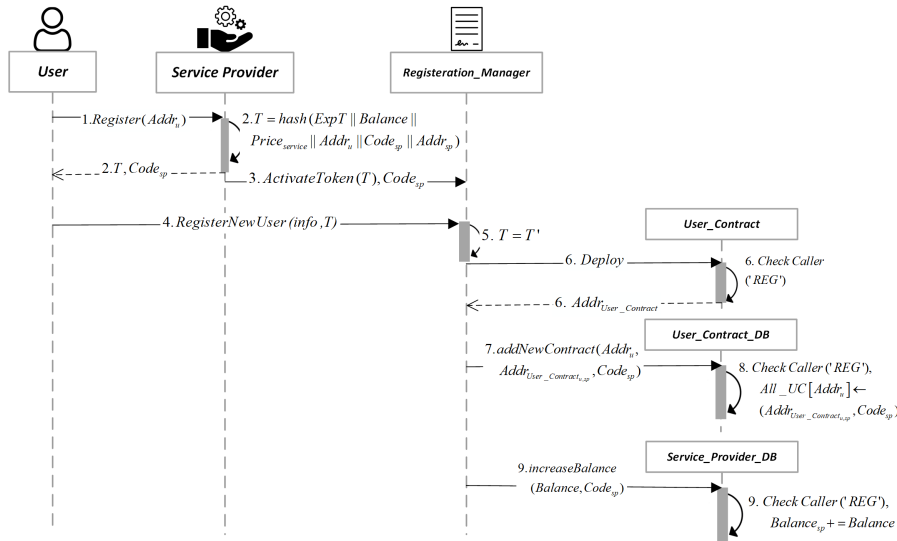 User
Service Provider
Registeration_Manager
1.Register(Addr_u)
2.T = hash(ExpT || Balance ||
Price_service || Addr_u || Code_sp || Addr_sp)
2.T, Code_sp
3. ActivateToken(T), Code_sp
4.RegisterNewUser(info,T)
5. T = T'
User_Contract
6. Deploy
6. Check Caller
('REG')
6. Addr_User_Contract
User_Contract_DB
7.addNewContract(Addr_u,
Addr_User_Contract_u,sp,Code_sp)
8. Check Caller('REG'),
All_UC[Addr_u] ←
(Addr_User_Contract_u,sp,Code_sp)
Service_Provider_DB
9.increaseBalance
(Balance,Code_sp)
9. Check Caller('REG'),
Balance_sp += Balance